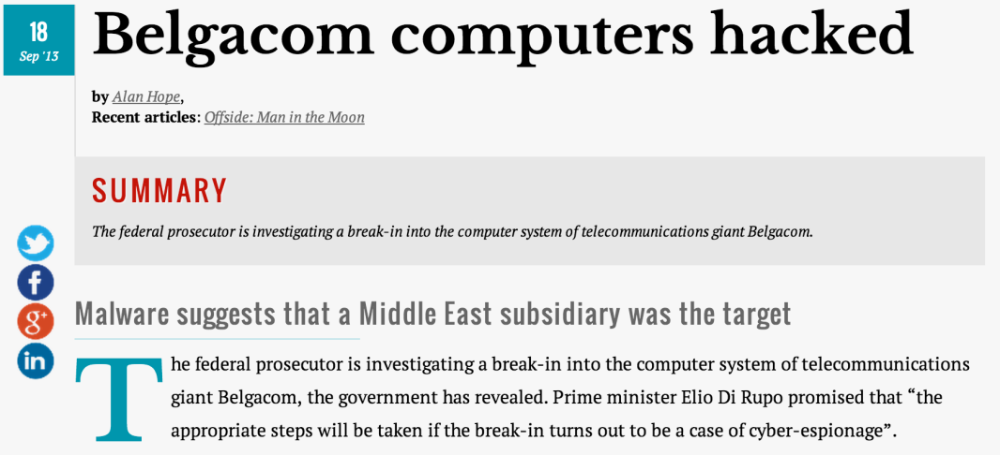 18
Sep '13
Belgacom computers hacked
by Alan Hope,
Recent articles: Offside: Man in the Moon
SUMMARY
The federal prosecutor is investigating a break-in into the computer system of telecommunications giant Belgacom.
Malware suggests that a Middle East subsidiary was the target
The federal prosecutor is investigating a break-in into the computer system of telecommunications
giant Belgacom, the government has revealed. Prime minister Elio Di Rupo promised that “the
appropriate steps will be taken if the break-in turns out to be a case of cyber-espionage”.
f
g+
in